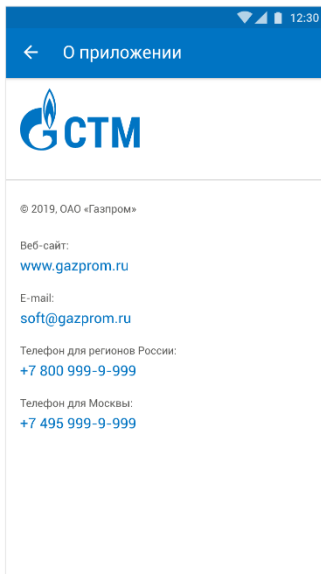 12:30
О приложении
СТМ
© 2019, ОАО «Газпром»
Веб-сайт:
www.gazprom.ru
E-mail:
soft@gazprom.ru
Телефон для регионов России:
+7 800 999-9-999
Телефон для Москвы:
+7 495 999-9-999